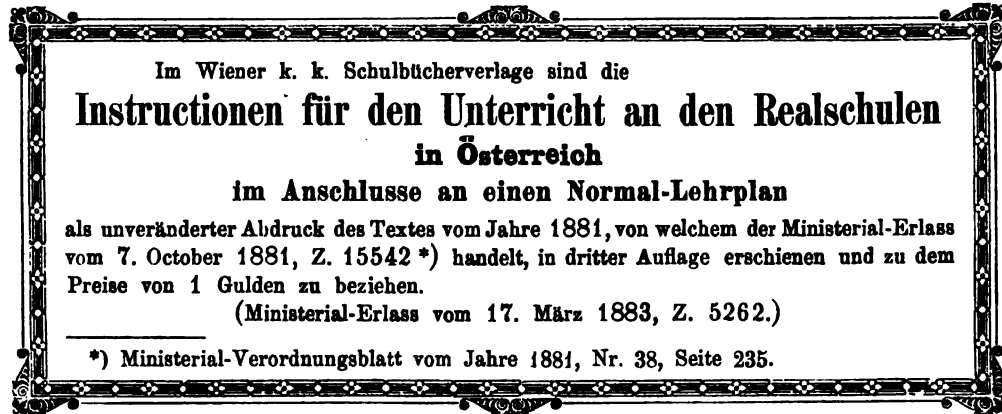 Im Wiener k. k. Schulbücherverlage sind die
Instructionen für den Unterricht an den Realschulen
in Österreich
im Anschlusse an einen Normal-Lehrplan
als unveränderter Abdruck des Textes vom Jahre 1881, von welchem der Ministerial-Erlass
vom 7. October 1881, Z. 15542 *) handelt, in dritter Auflage erschienen und zu dem
Preise von 1 Gulden zu beziehen.
(Ministerial-Erlass vom 17. März 1883, Z. 5262.)
*) Ministerial-Verordnungsblatt vom Jahre 1881, Nr. 38, Seite 235.